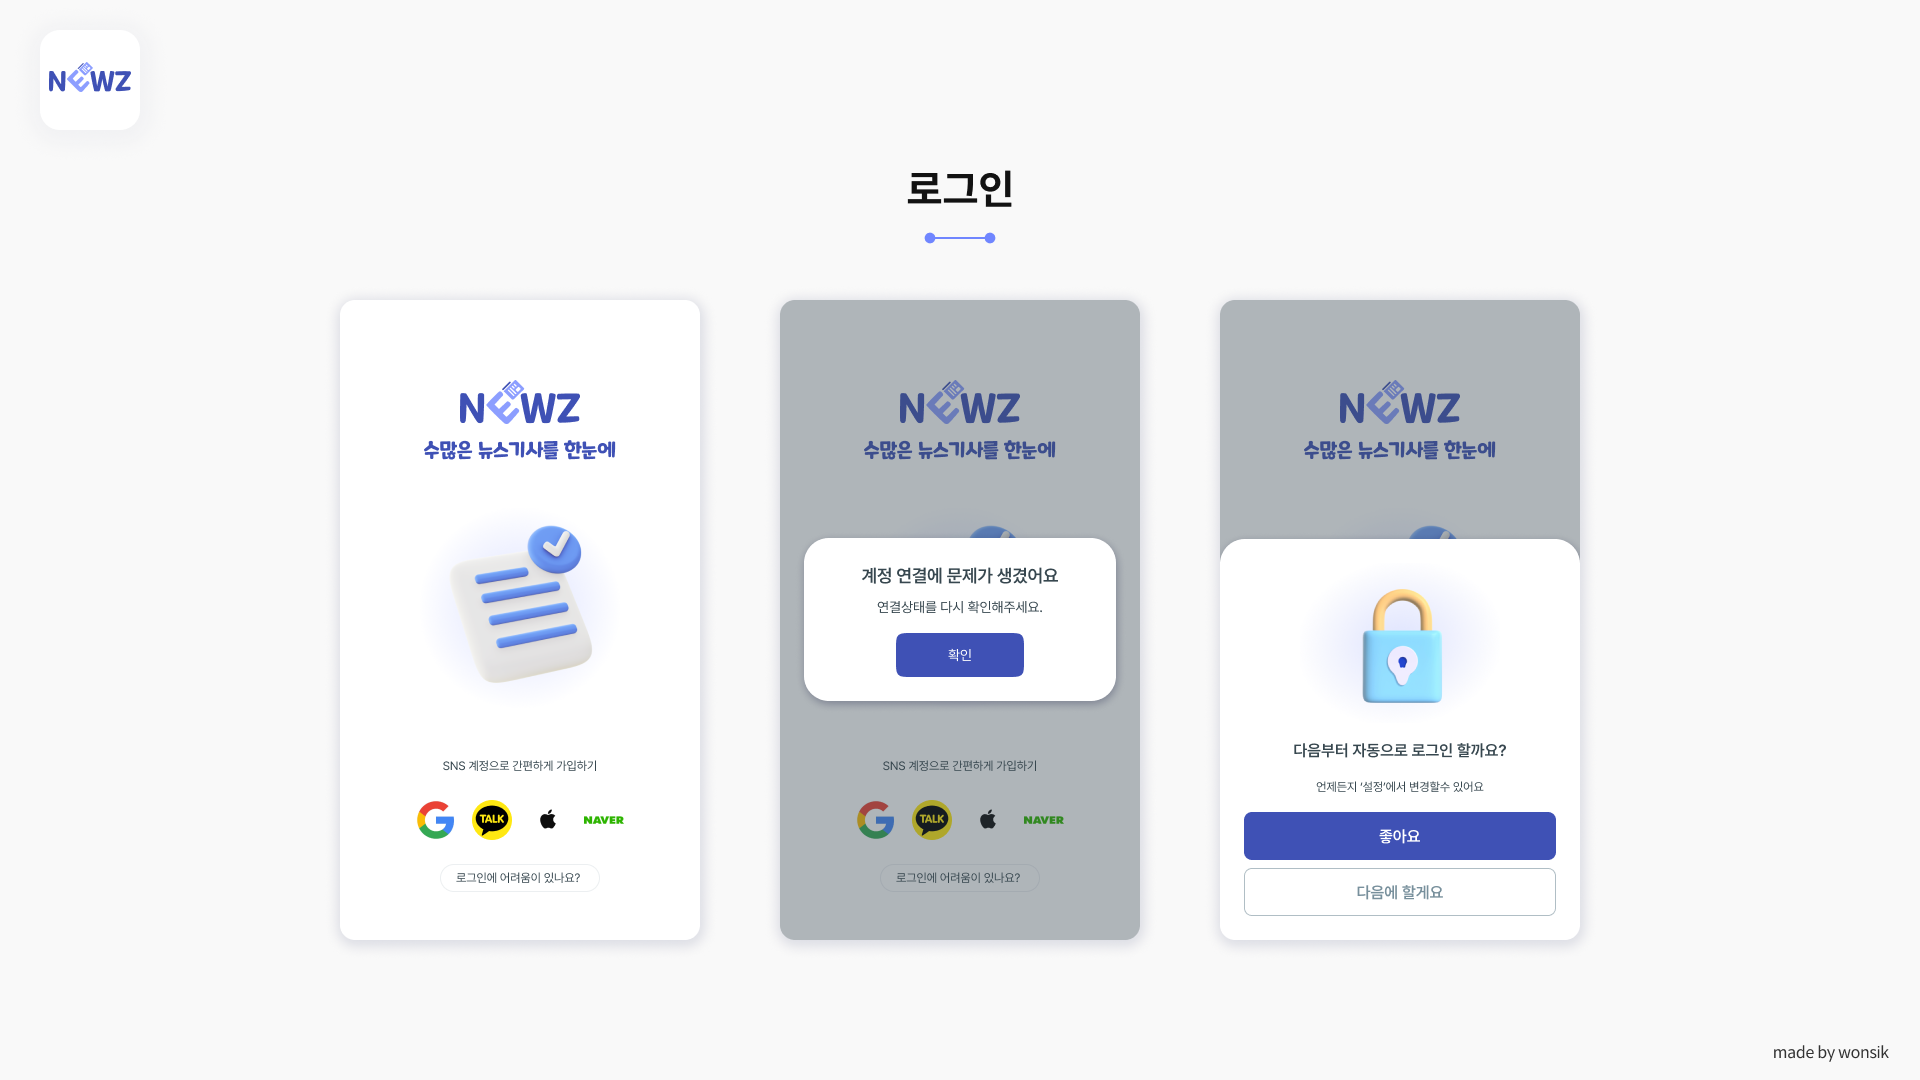 NEWZ
로그인
NEWZ
수많은 뉴스기사를 한눈에
SNS 계정으로 간편하게 가입하기
G
TALK
NAVER
로그인에 어려움이 있나요?
NEWZ
수많은 뉴스기사를 한눈에
계정 연결에 문제가 생겼어요
연결상태를 다시 확인해주세요.
확인
SNS 계정으로 간편하게 가입하기
G
TALK
NAVER
로그인에 어려움이 있나요?
NEWZ
수많은 뉴스기사를 한눈에
다음부터 자동으로 로그인 할까요?
언제든지 ‘설정’에서 변경할수 있어요
좋아요
다음에 할게요
made by wonsik